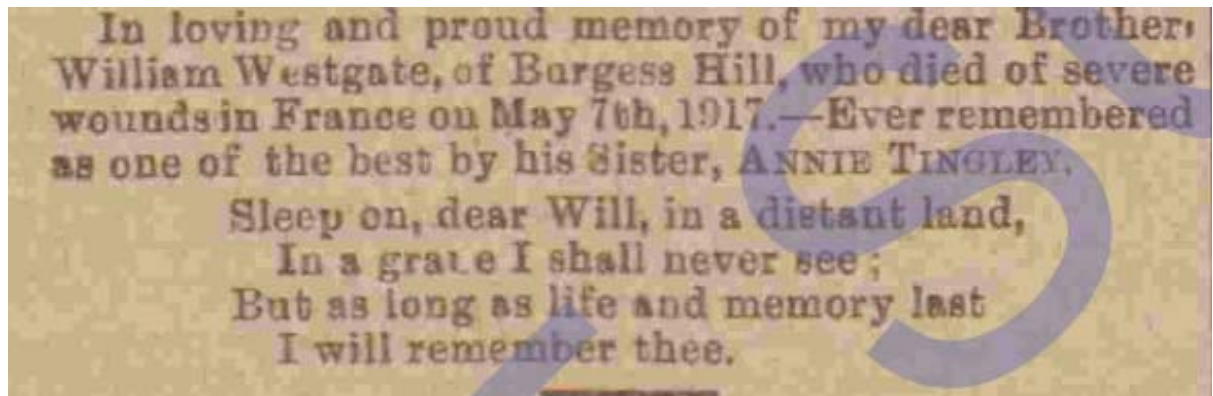 In loving and proud memory of my dear Brother,
William Westgate, of Burgess Hill, who died of severe
wounds in France on May 7th, 1917.—Ever remembered
as one of the best by his Sister, ANNIE TINGLEY.
Sleep on, dear Will, in a distant land,
In a grave I shall never see;
But as long as life and memory last
I will remember thee.